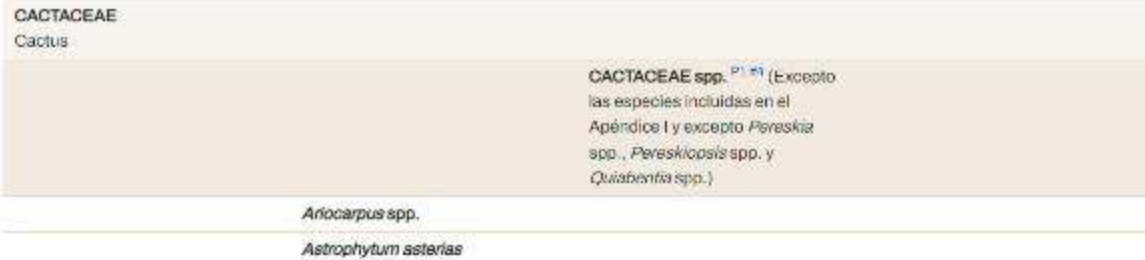 CACTACEAE
Cactus
CACTACEAE spp. P1 #4 (Excepto
las especies incluidas en el
Apéndice I y excepto Pereskia
spp., Pereskiopsis spp. y
Quiabentia spp.)
Ariocarpus spp.
Astrophytum asterias